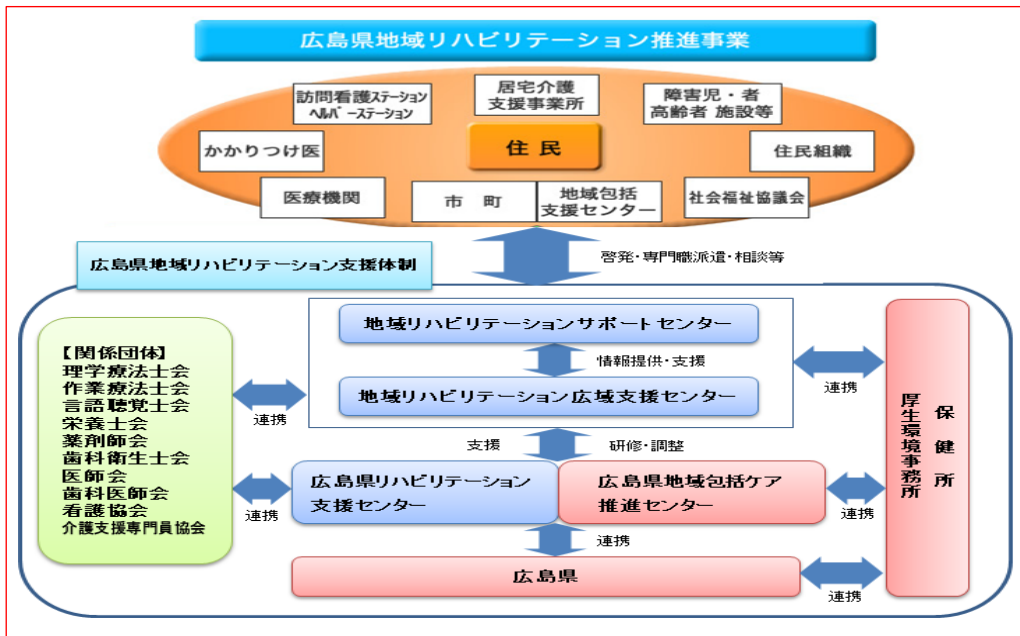 広島県地域リハビリテーション推進事業
訪問看護ステーション
ヘルパーステーション
居宅介護
支援事業所
障害児・者
高齢者 施設等
かかりつけ医
住民
住民組織
医療機関
市 町
地域包括
支援センター
社会福祉協議会
広島県地域リハビリテーション支援体制
啓発・専門職派遣・相談等
【関係団体】
理学療法士会
作業療法士会
言語聴覚士会
栄養士会
薬剤師会
歯科衛生士会
医師会
歯科医師会
看護協会
介護支援専門員協会
連携
連携
地域リハビリテーションサポートセンター
情報提供・支援
地域リハビリテーション広域支援センター
支援
研修・調整
広島県リハビリテーション
支援センター
広島県地域包括ケア
推進センター
連携
広島県
連携
連携
連携
保健所
厚生環境事務所